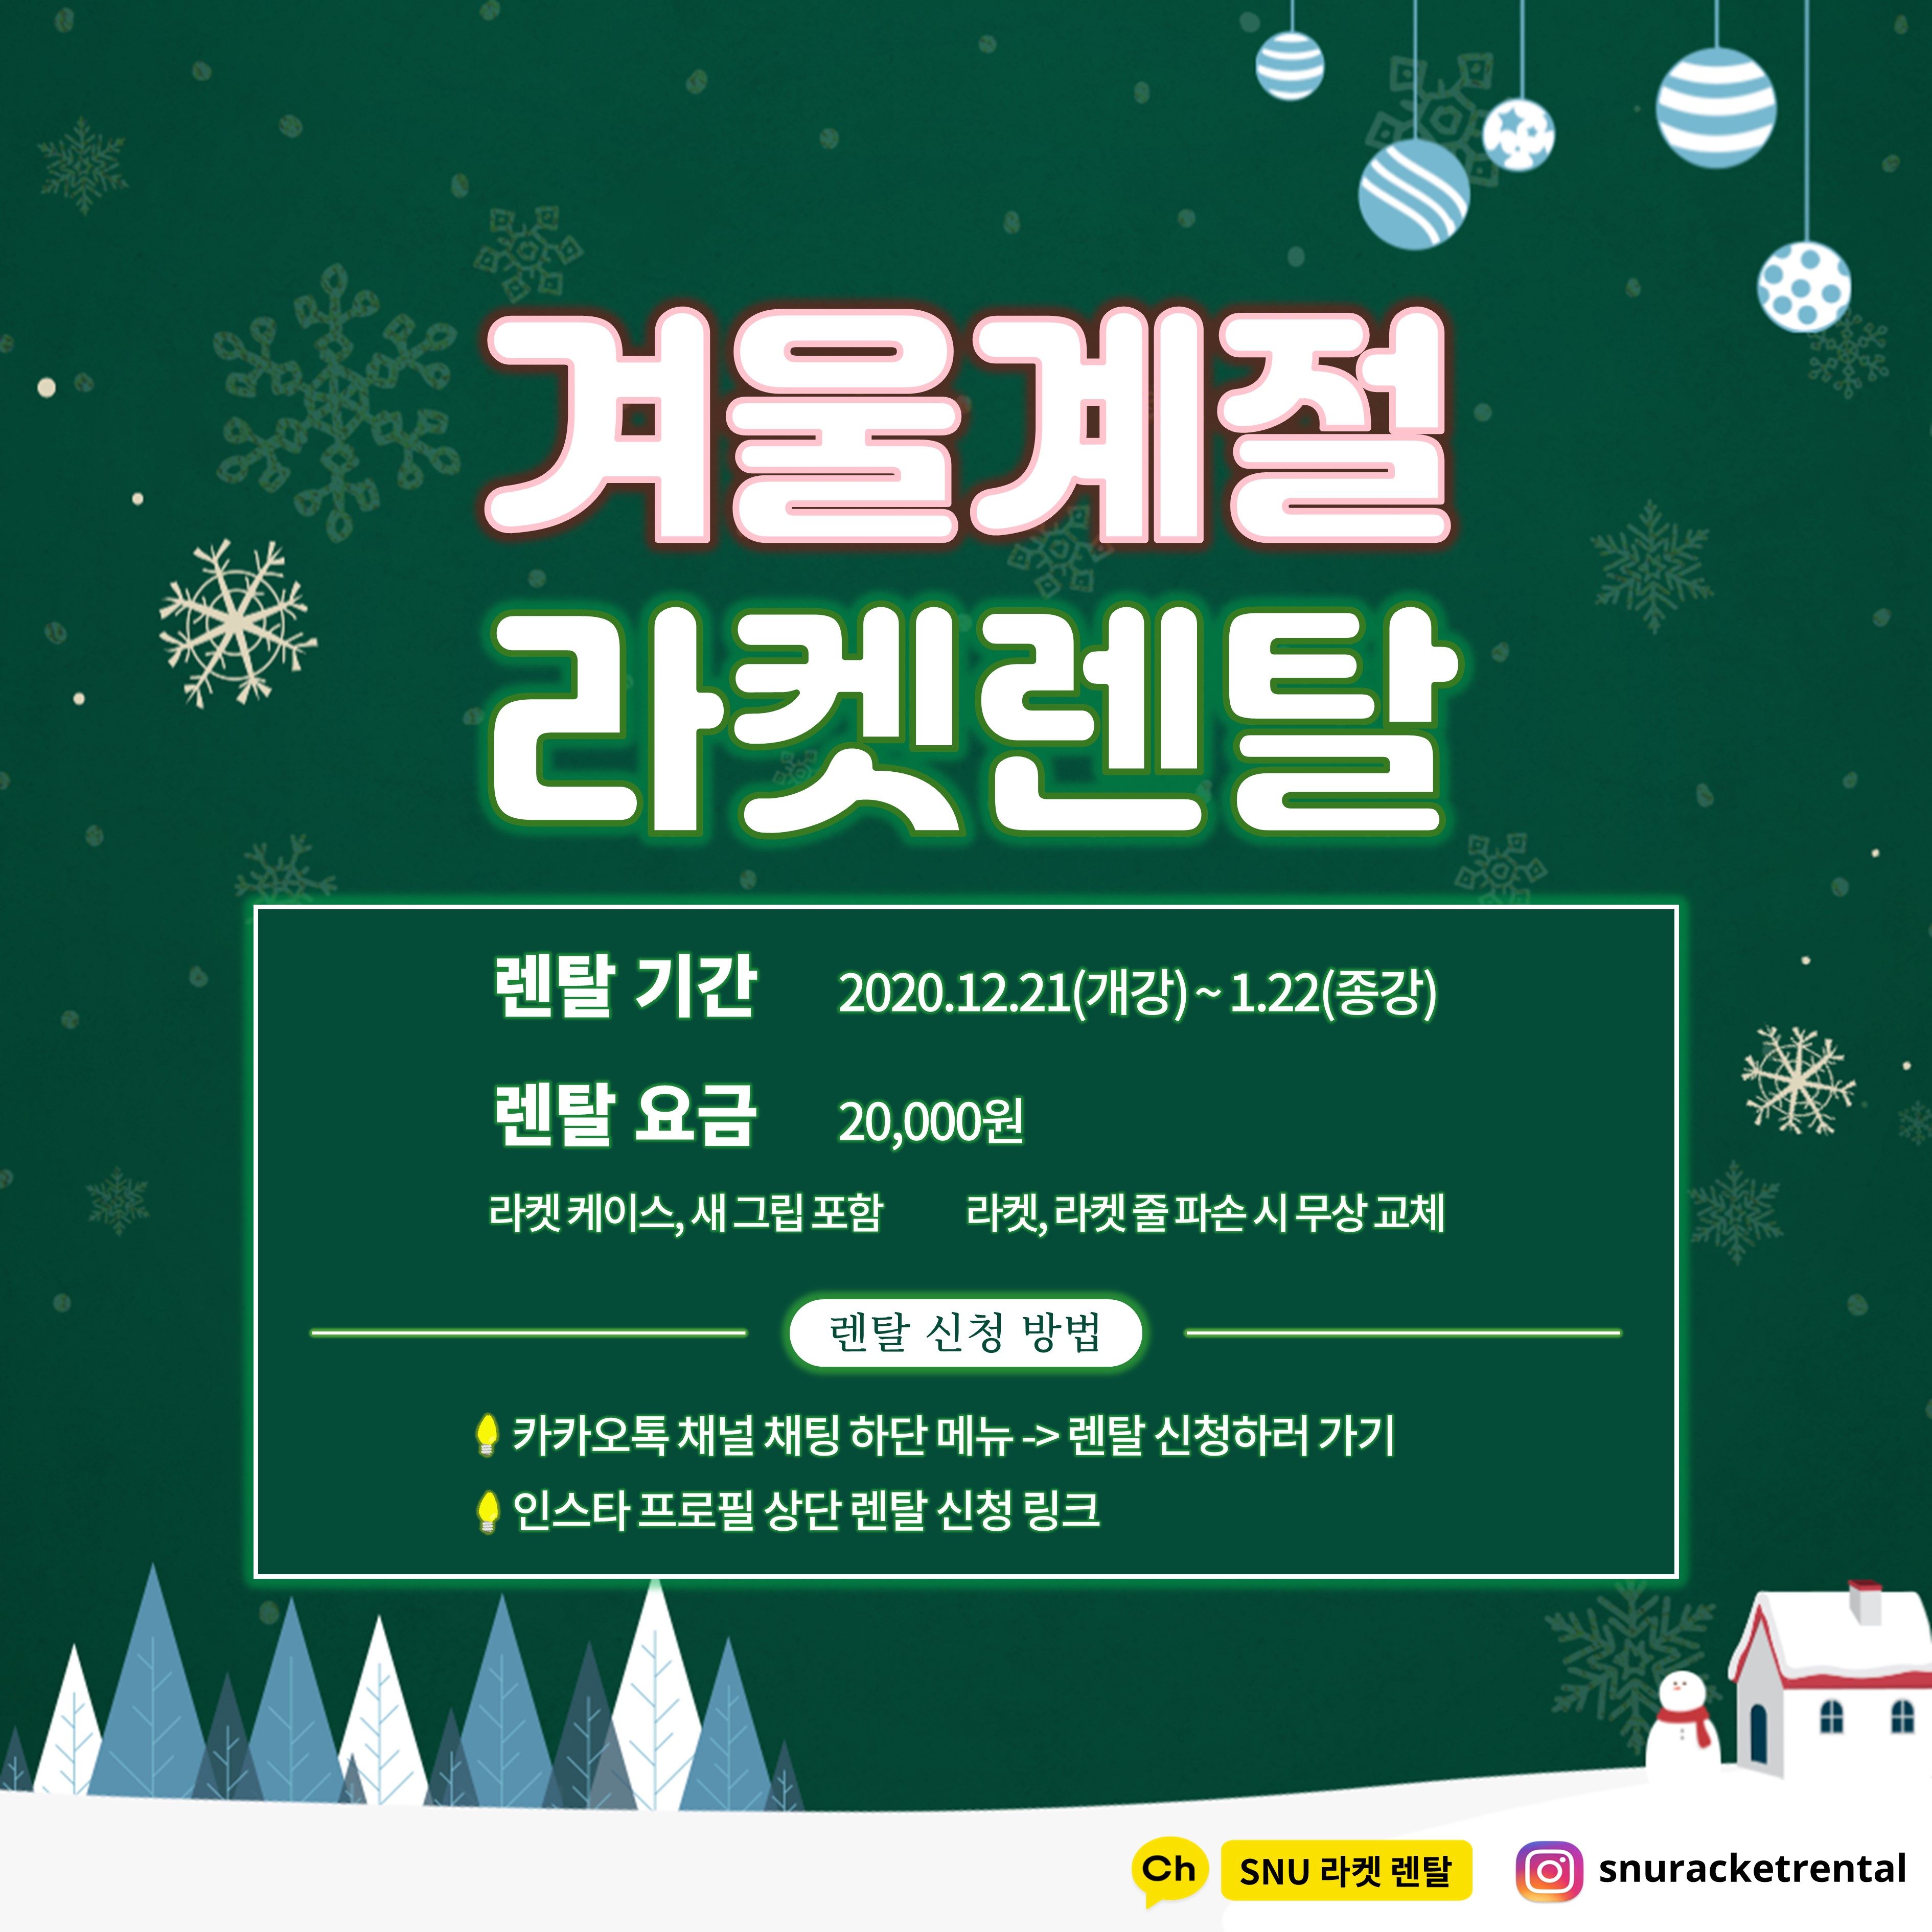 겨울계절
라켓렌탈
렌탈 기간 2020.12.21(개강) ~ 1.22(종강)
렌탈 요금 20,000원
라켓 케이스, 새 그립 포함 라켓, 라켓 줄 파손 시 무상 교체
렌탈 신청 방법
카카오톡 채널 채팅 하단 메뉴 -> 렌탈 신청하러 가기
인스타 프로필 상단 렌탈 신청 링크
Ch SNU 라켓 렌탈 snuracketrental